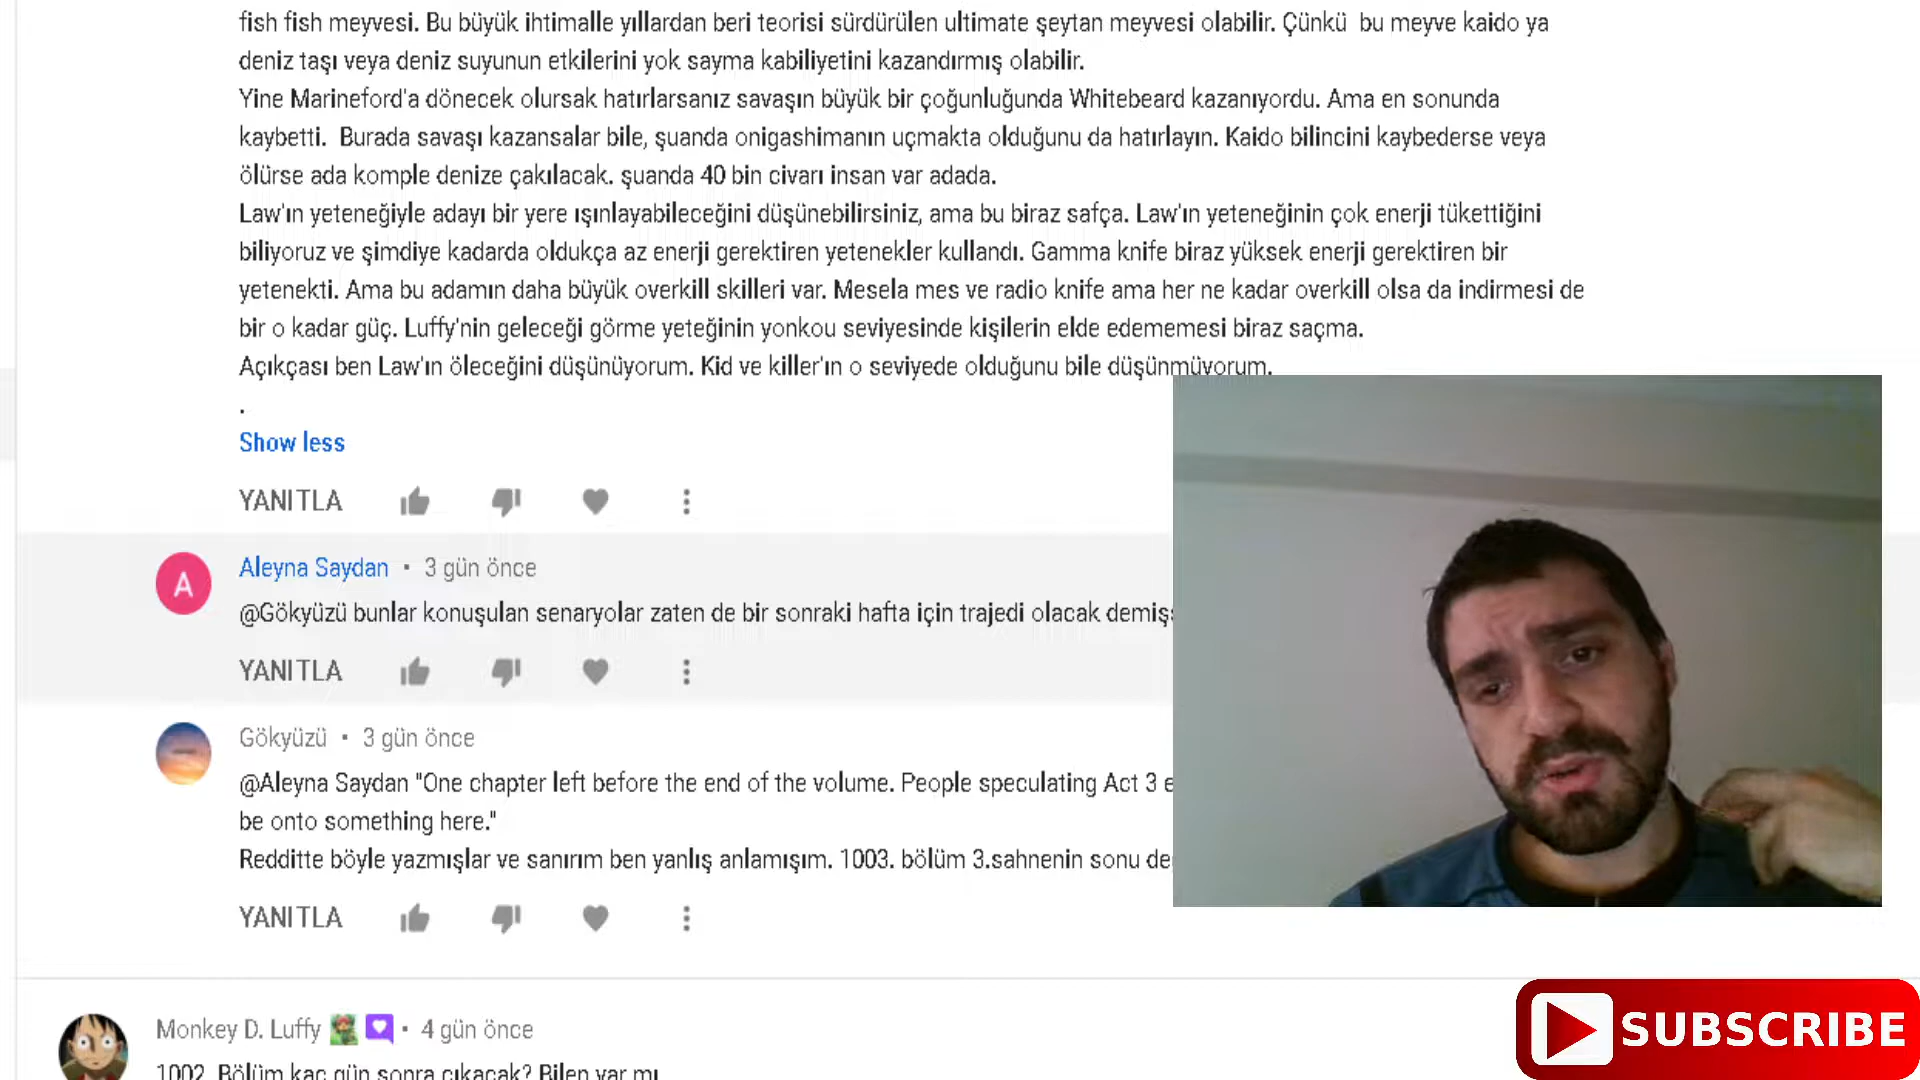 fish fish meyvesi. Bu büyük ihtimalle yıllardan beri teorisi sürdürülen ultimate şeytan meyvesi olabilir. Çünkü bu meyve kaido ya
deniz taşı veya deniz suyunun etkilerini yok sayma kabiliyetini kazandırmış olabilir.
Yine Marineford'a dönecek olursak hatırlarsanız savaşın büyük bir çoğunluğunda Whitebeard kazanıyordu. Ama en sonunda
kaybetti. Burada savaşı kazansalar bile, şuanda onigashimanın uçmakta olduğunu da hatırlayın. Kaido bilincini kaybederse veya
ölürse ada komple denize çakılacak. şuanda 40 bin civarı insan var adada.
Law'ın yeteneğiyle adayı bir yere ışınlayabileceğini düşünebilirsiniz, ama bu biraz safça. Law'ın yeteneğinin çok enerji tükettiğini
biliyoruz ve şimdiye kadarda oldukça az enerji gerektiren yetenekler kullandı. Gamma knife biraz yüksek enerji gerektiren bir
yetenekti. Ama bu adamın daha büyük overkill skilleri var. Mesela mes ve radio knife ama her ne kadar overkill olsa da indirmesi de
bir o kadar güç. Luffy'nin geleceği görme yeteğinin yonkou seviyesinde kişilerin elde edememesi biraz saçma.
Açıkçası ben Law'ın öleceğini düşünüyorum. Kid ve killer'ın o seviyede olduğunu bile düşünmüyorum.
.
Show less
YANITLA
A
Aleyna Saydan • 3 gün önce
@Gökyüzü bunlar konuşulan senaryolar zaten de bir sonraki hafta için trajedi olacak
YANITLA
Gökyüzü • 3 gün önce
@Aleyna Saydan "One chapter left before the end of the volume. People speculating Act 3
be onto something here."
Redditte böyle yazmışlar ve sanırım ben yanlış anlamışım. 1003. bölüm 3.sahnenin sonu
YANITLA
Monkey D. Luffy • 4 gün önce
1002. Bölüm kaç gün sonra çıkacak? Bilen var mı
SUBSCRIBE